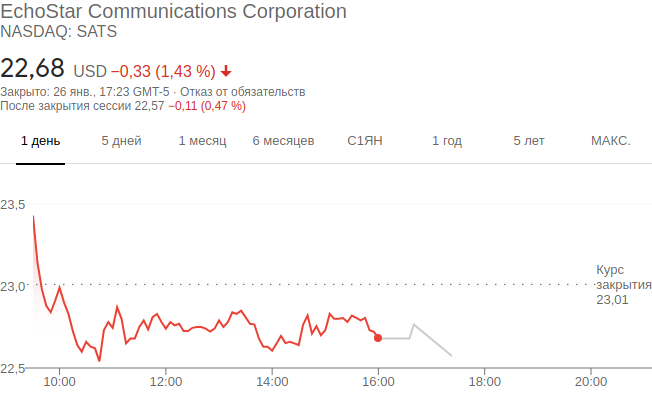 EchoStar Communications Corporation
NASDAQ: SATS
22,68 USD −0,33 (1,43 %)
Закрыто: 26 янв., 17:23 GMT-5 · Отказ от обязательств
После закрытия сессии 22,57 −0,11 (0,47 %)
1 день 5 дней 1 месяц 6 месяцев С1ЯН 1 год 5 лет МАКС.
23,5
Курс
закрытия
23,01
23,0
22,5
10:00 12:00 14:00 16:00 18:00 20:00